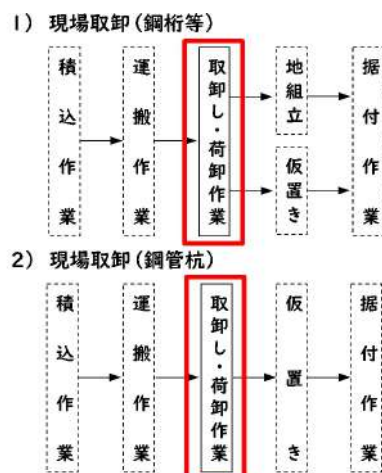 1) 現場取卸(鋼桁等)
積込作業
運搬作業
取卸し・荷卸作業
地組立
仮置き
据付作業
2) 現場取卸(鋼管杭)
積込作業
運搬作業
取卸し・荷卸作業
仮置き
据付作業